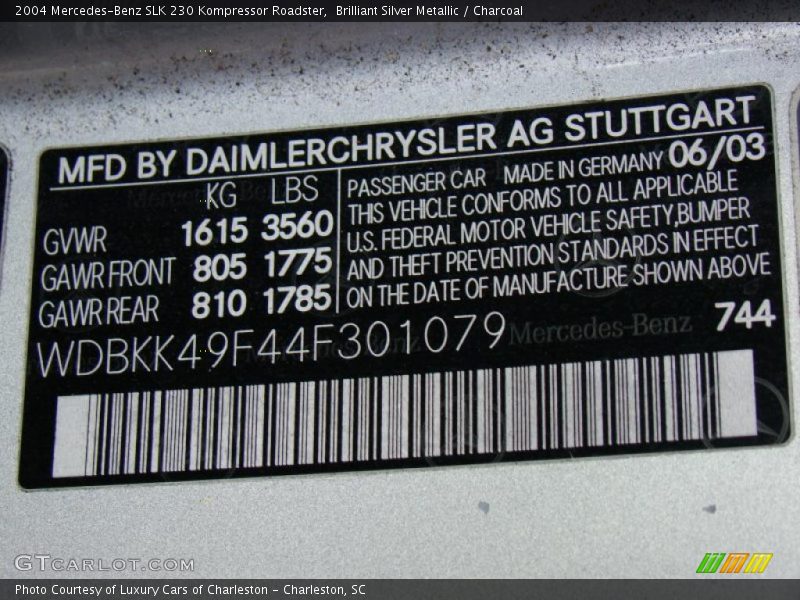 2004 Mercedes-Benz SLK 230 Kompressor Roadster,  Brilliant Silver Metallic / Charcoal
MFD BY DAIMLERCHRYSLER AG STUTTGART
KG LBS
GVWR 1615 3560
GAWR FRONT 805 1775
GAWR REAR 810 1785
PASSENGER CAR MADE IN GERMANY 06/03
THIS VEHICLE CONFORMS TO ALL APPLICABLE
U.S. FEDERAL MOTOR VEHICLE SAFETY,BUMPER
AND THEFT PREVENTION STANDARDS IN EFFECT
ON THE DATE OF MANUFACTURE SHOWN ABOVE
WDBKK49F44F301079 Mercedes-Benz 744
GTCARLOT.COM
Photo Courtesy of Luxury Cars of Charleston - Charleston, SC